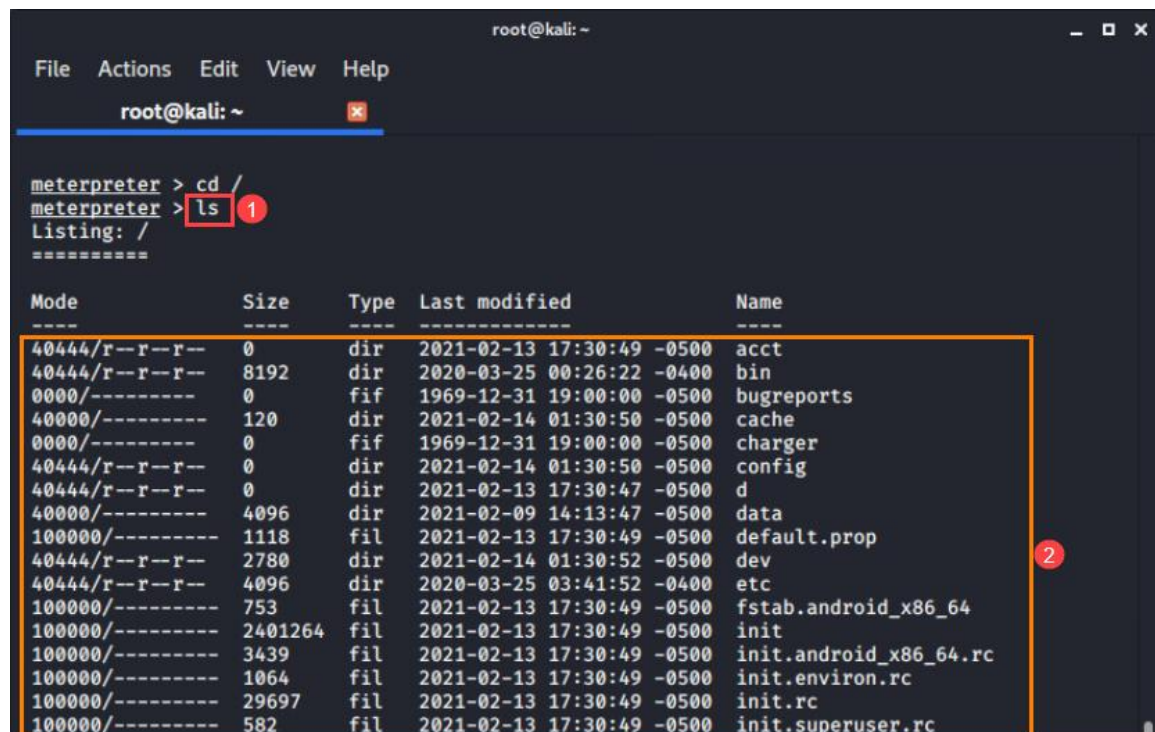 root@kali: ~
File Actions Edit View Help
root@kali: ~
meterpreter > cd /
meterpreter > ls 1
Listing: /
==========
Mode Size Type Last modified Name
---- ---- ---- ------------- ----
40444/r--r--r-- 0 dir 2021-02-13 17:30:49 -0500 acct
40444/r--r--r-- 8192 dir 2020-03-25 00:26:22 -0400 bin
0000/--------- 0 fif 1969-12-31 19:00:00 -0500 bugreports
40000/--------- 120 dir 2021-02-14 01:30:50 -0500 cache
0000/--------- 0 fif 1969-12-31 19:00:00 -0500 charger
40444/r--r--r-- 0 dir 2021-02-14 01:30:50 -0500 config
40444/r--r--r-- 0 dir 2021-02-13 17:30:47 -0500 d
40000/--------- 4096 dir 2021-02-09 14:13:47 -0500 data
100000/--------- 1118 fil 2021-02-13 17:30:49 -0500 default.prop
40444/r--r--r-- 2780 dir 2021-02-14 01:30:52 -0500 dev 2
40444/r--r--r-- 4096 dir 2020-03-25 03:41:52 -0400 etc
100000/--------- 753 fil 2021-02-13 17:30:49 -0500 fstab.android_x86_64
100000/--------- 2401264 fil 2021-02-13 17:30:49 -0500 init
100000/--------- 3439 fil 2021-02-13 17:30:49 -0500 init.android_x86_64.rc
100000/--------- 1064 fil 2021-02-13 17:30:49 -0500 init.environ.rc
100000/--------- 29697 fil 2021-02-13 17:30:49 -0500 init.rc
100000/--------- 582 fil 2021-02-13 17:30:49 -0500 init.superuser.rc